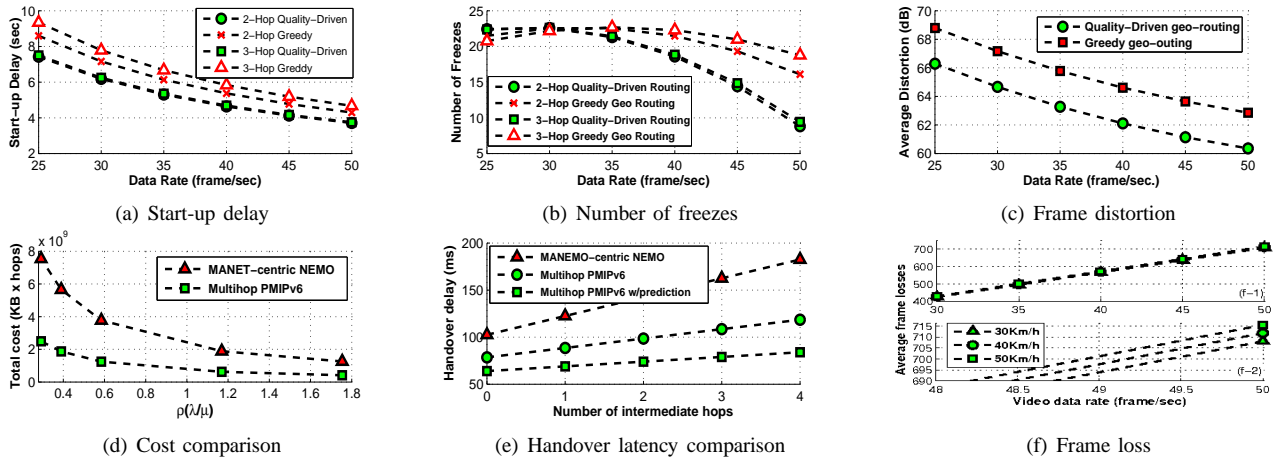 10
8
6
4
2
25 30 35 40 45 50
Start−up Delay (sec)
Data Rate (frame/sec)
2−Hop Quality−Driven
2−Hop Greedy
3−Hop Quality−Driven
3−Hop Greddy
(a) Start-up delay
25
20
15
10
5
2
25 30 35 40 45 50
Number of Freezes
Data Rate (frame/sec)
2−Hop Quality−Driven Routing
2−Hop Greedy Geo Routing
3−Hop Quality−Driven Routing
3−Hop Greedy Geo Routing
(b) Number of freezes
70
68
66
64
62
60
25 30 35 40 45 50
Average Distortion (dB)
Data Rate (frame/sec.)
Quality−Driven geo−routing
Greedy geo−outing
(c) Frame distortion
x 10^9
8
6
4
2
0
0.4 0.6 0.8 1 1.2 1.4 1.6 1.8
Total cost (KB x hops)
ρ(λ/μ)
MANET−centric NEMO
Multihop PMIPv6
(d) Cost comparison
200
150
100
50
0 1 2 3 4
Handover delay (ms)
Number of intermediate hops
MANEMO−centric NEMO
Multihop PMIPv6
Multihop PMIPv6 w/prediction
(e) Handover latency comparison
700
600
500
400
30 35 40 45 50
(f−1)
Average frame losses
715
710
705
700
695
690
48 48.5 49 49.5 50
30Km/h
40Km/h
50Km/h
(f−2)
Video data rate (frame/sec)
(f) Frame loss